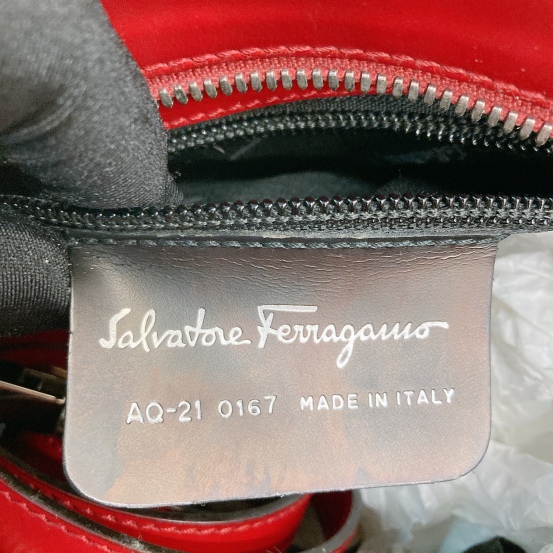 Salvatore Ferragamo
AQ-21 0167 MADE IN ITALY